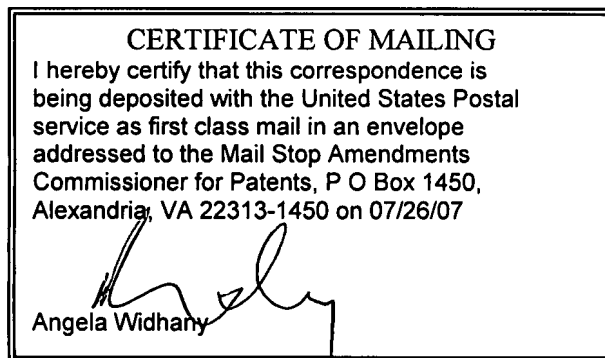 CERTIFICATE OF MAILING
I hereby certify that this correspondence is
being deposited with the United States Postal
service as first class mail in an envelope
addressed to the Mail Stop Amendments
Commissioner for Patents, P O Box 1450,
Alexandria, VA 22313-1450 on 07/26/07
Angela Widhany